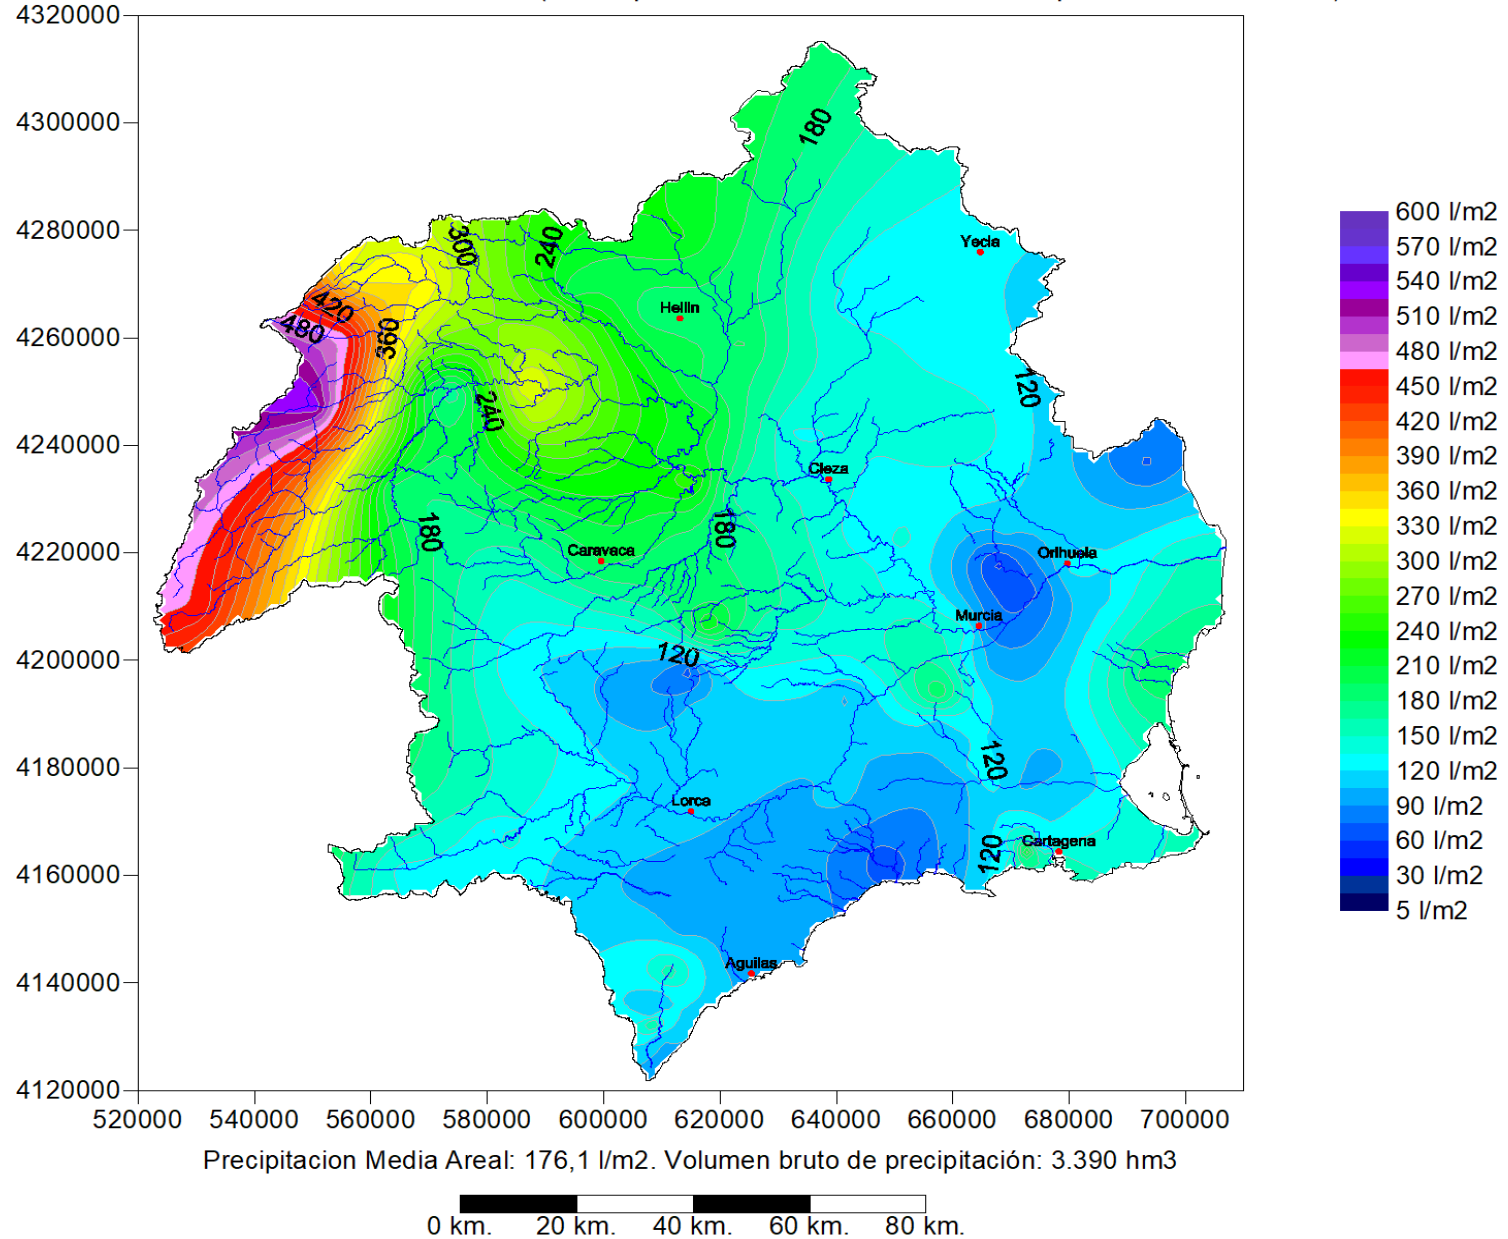 4320000
4300000
180
4280000
300
240
Yecla
600 l/m2
570 l/m2
540 l/m2
510 l/m2
480 l/m2
450 l/m2
420 l/m2
390 l/m2
360 l/m2
330 l/m2
300 l/m2
270 l/m2
240 l/m2
210 l/m2
180 l/m2
150 l/m2
120 l/m2
90 l/m2
60 l/m2
30 l/m2
5 l/m2
420
480
360
Hellin
4260000
120
240
4240000
Cieza
180
180
4220000
Caravaca
Orihuela
Murcia
120
4200000
120
4180000
Lorca
120
Cartagena
4160000
Aguilas
4140000
4120000
520000 540000 560000 580000 600000 620000 640000 660000 680000 700000
Precipitacion Media Areal: 176,1 l/m2. Volumen bruto de precipitación: 3.390 hm3
0 km. 20 km. 40 km. 60 km. 80 km.